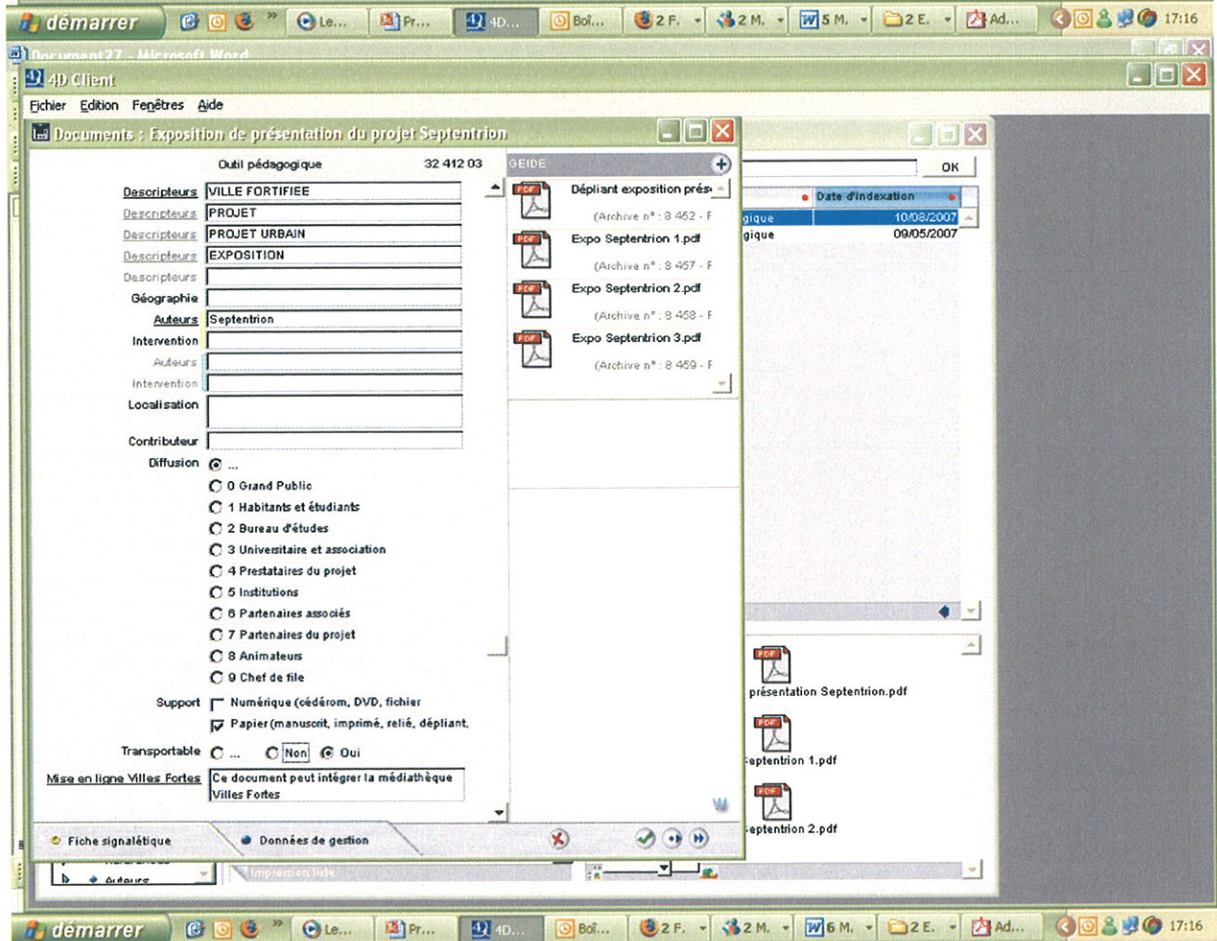 démarrer
Le...
Pr...
4D...
Boî...
2 F.
2 M.
5 M.
2 E.
Ad...
17:16
Document27 - Microsoft Word
4D Client
Fichier Edition Fenêtres Aide
Documents : Exposition de présentation du projet Septentrion
Outil pédagogique 32 412 03
Descripteurs VILLE FORTIFIEE
Descripteurs PROJET
Descripteurs PROJET URBAIN
Descripteurs EXPOSITION
Descripteurs
Géographie
Auteurs Septentrion
Intervention
Auteurs
Intervention
Localisation
Contributeur
Diffusion ...
0 Grand Public
1 Habitants et étudiants
2 Bureau d'études
3 Universitaire et association
4 Prestataires du projet
5 Institutions
6 Partenaires associés
7 Partenaires du projet
8 Animateurs
9 Chef de file
Support Numérique (cédérom, DVD, fichier
Papier (manuscrit, imprimé, relié, dépliant,
Transportable ... Non Oui
Mise en ligne Villes Fortes Ce document peut intégrer la médiathèque
Villes Fortes
Fiche signalétique
Données de gestion
GEIDE
PDF
Dépliant exposition prés
(Archive n° : 8 452 - F
PDF
Expo Septentrion 1.pdf
(Archive n° : 8 457 - F
PDF
Expo Septentrion 2.pdf
(Archive n° : 8 458 - F
PDF
Expo Septentrion 3.pdf
(Archive n° : 8 459 - F
OK
Date d'indexation
gique 10/08/2007
gique 09/05/2007
PDF
présentation Septentrion.pdf
PDF
eptentrion 1.pdf
PDF
eptentrion 2.pdf
Auteurs
Impression liste
démarrer
Le...
Pr...
4D...
Boî...
2 F.
2 M.
6 M.
2 E.
Ad...
17:16